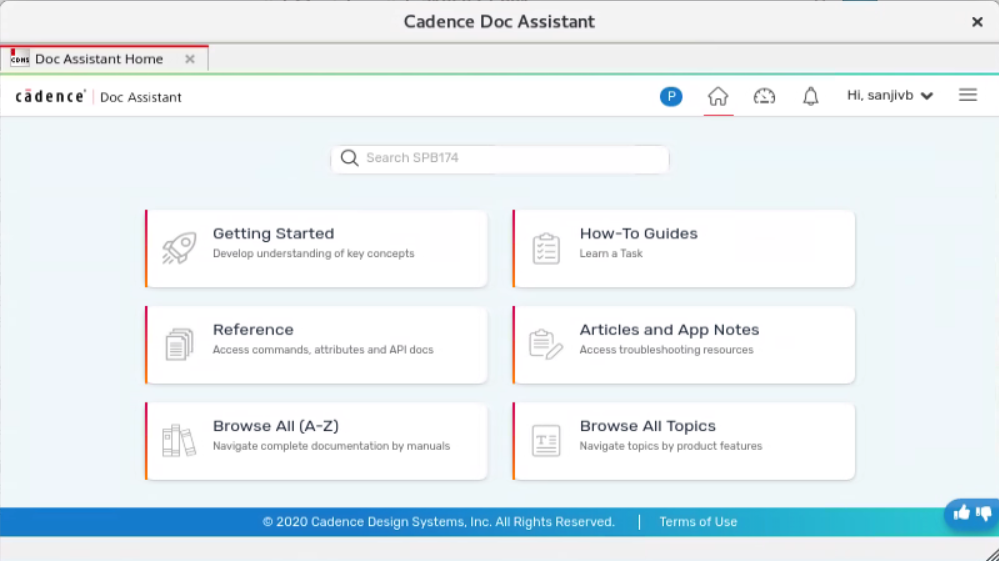 Cadence Doc Assistant
cdns Doc Assistant Home
cādence Doc Assistant
P
Hi, sanjivb
Search SPB174
Getting Started
Develop understanding of key concepts
How-To Guides
Learn a Task
Reference
Access commands, attributes and API docs
Articles and App Notes
Access troubleshooting resources
Browse All (A-Z)
Navigate complete documentation by manuals
Browse All Topics
Navigate topics by product features
© 2020 Cadence Design Systems, Inc. All Rights Reserved. | Terms of Use